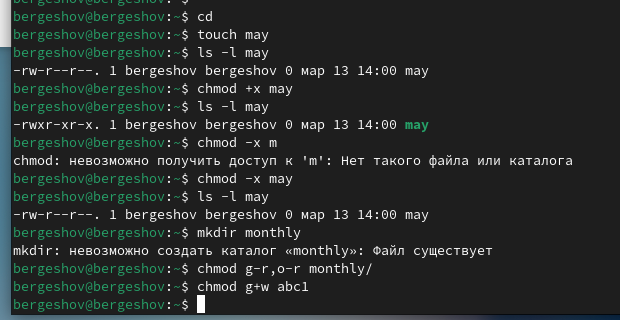 bergeshov@bergeshov:~$ cd
bergeshov@bergeshov:~$ touch may
bergeshov@bergeshov:~$ ls -l may
-rw-r--r--. 1 bergeshov bergeshov 0 мар 13 14:00 may
bergeshov@bergeshov:~$ chmod +x may
bergeshov@bergeshov:~$ ls -l may
-rwxr-xr-x. 1 bergeshov bergeshov 0 мар 13 14:00 may
bergeshov@bergeshov:~$ chmod -x m
chmod: невозможно получить доступ к 'm': Нет такого файла или каталога
bergeshov@bergeshov:~$ chmod -x may
bergeshov@bergeshov:~$ ls -l may
-rw-r--r--. 1 bergeshov bergeshov 0 мар 13 14:00 may
bergeshov@bergeshov:~$ mkdir monthly
mkdir: невозможно создать каталог «monthly»: Файл существует
bergeshov@bergeshov:~$ chmod g-r,o-r monthly/
bergeshov@bergeshov:~$ chmod g+w abc1
bergeshov@bergeshov:~$